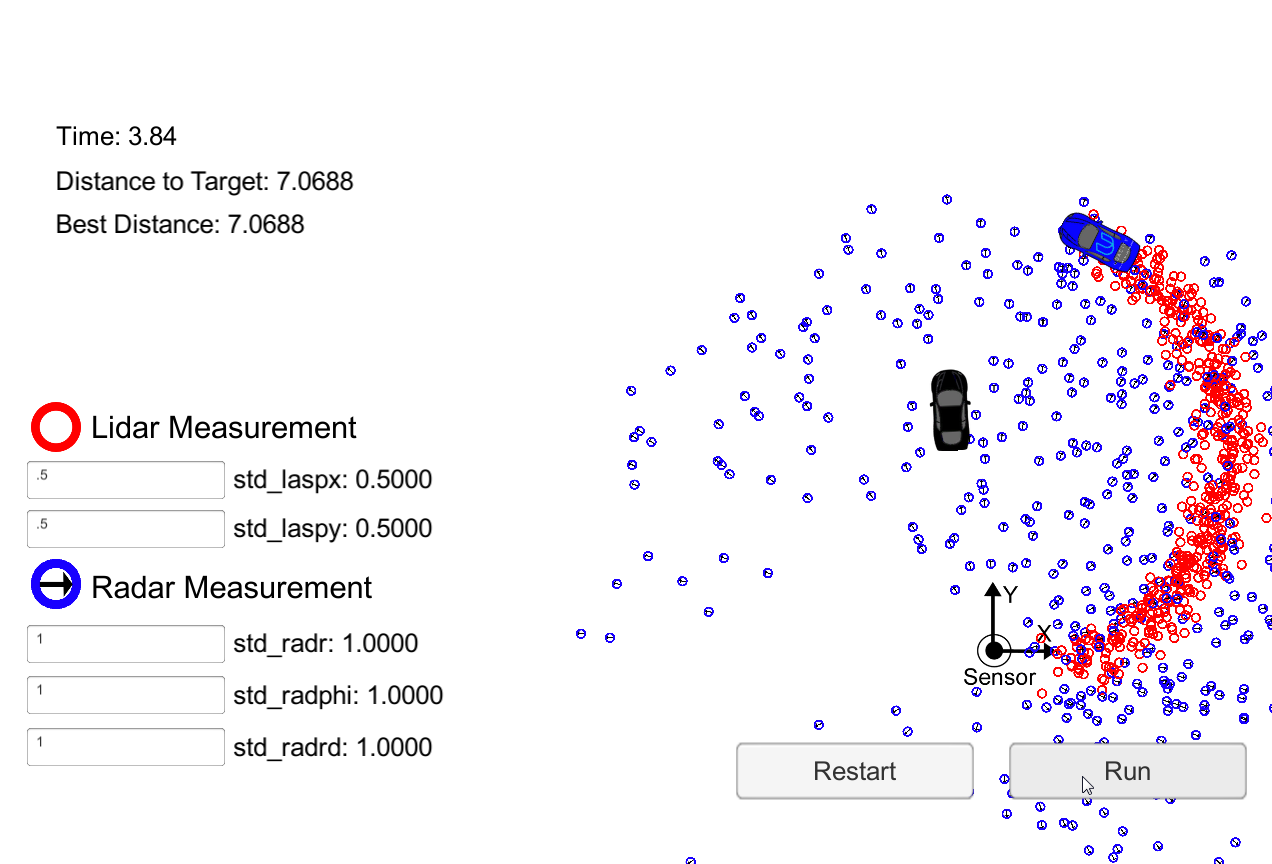 Time: 3.84
Distance to Target: 7.0688
Best Distance: 7.0688
Lidar Measurement
.5
std_laspx: 0.5000
.5
std_laspy: 0.5000
Radar Measurement
1
std_radr: 1.0000
1
std_radphi: 1.0000
1
std_radrd: 1.0000
Y
X
Sensor
Restart
Run